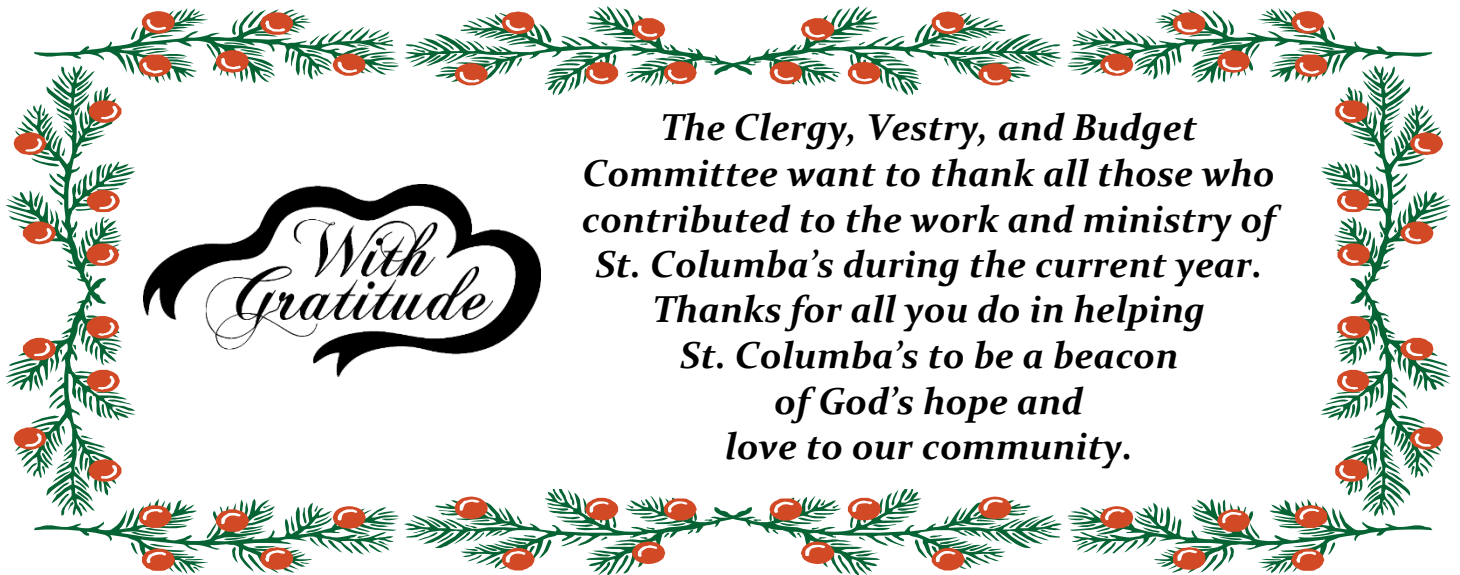 With
Gratitude
The Clergy, Vestry, and Budget
Committee want to thank all those who
contributed to the work and ministry of
St. Columba’s during the current year.
Thanks for all you do in helping
St. Columba’s to be a beacon
of God’s hope and
love to our community.